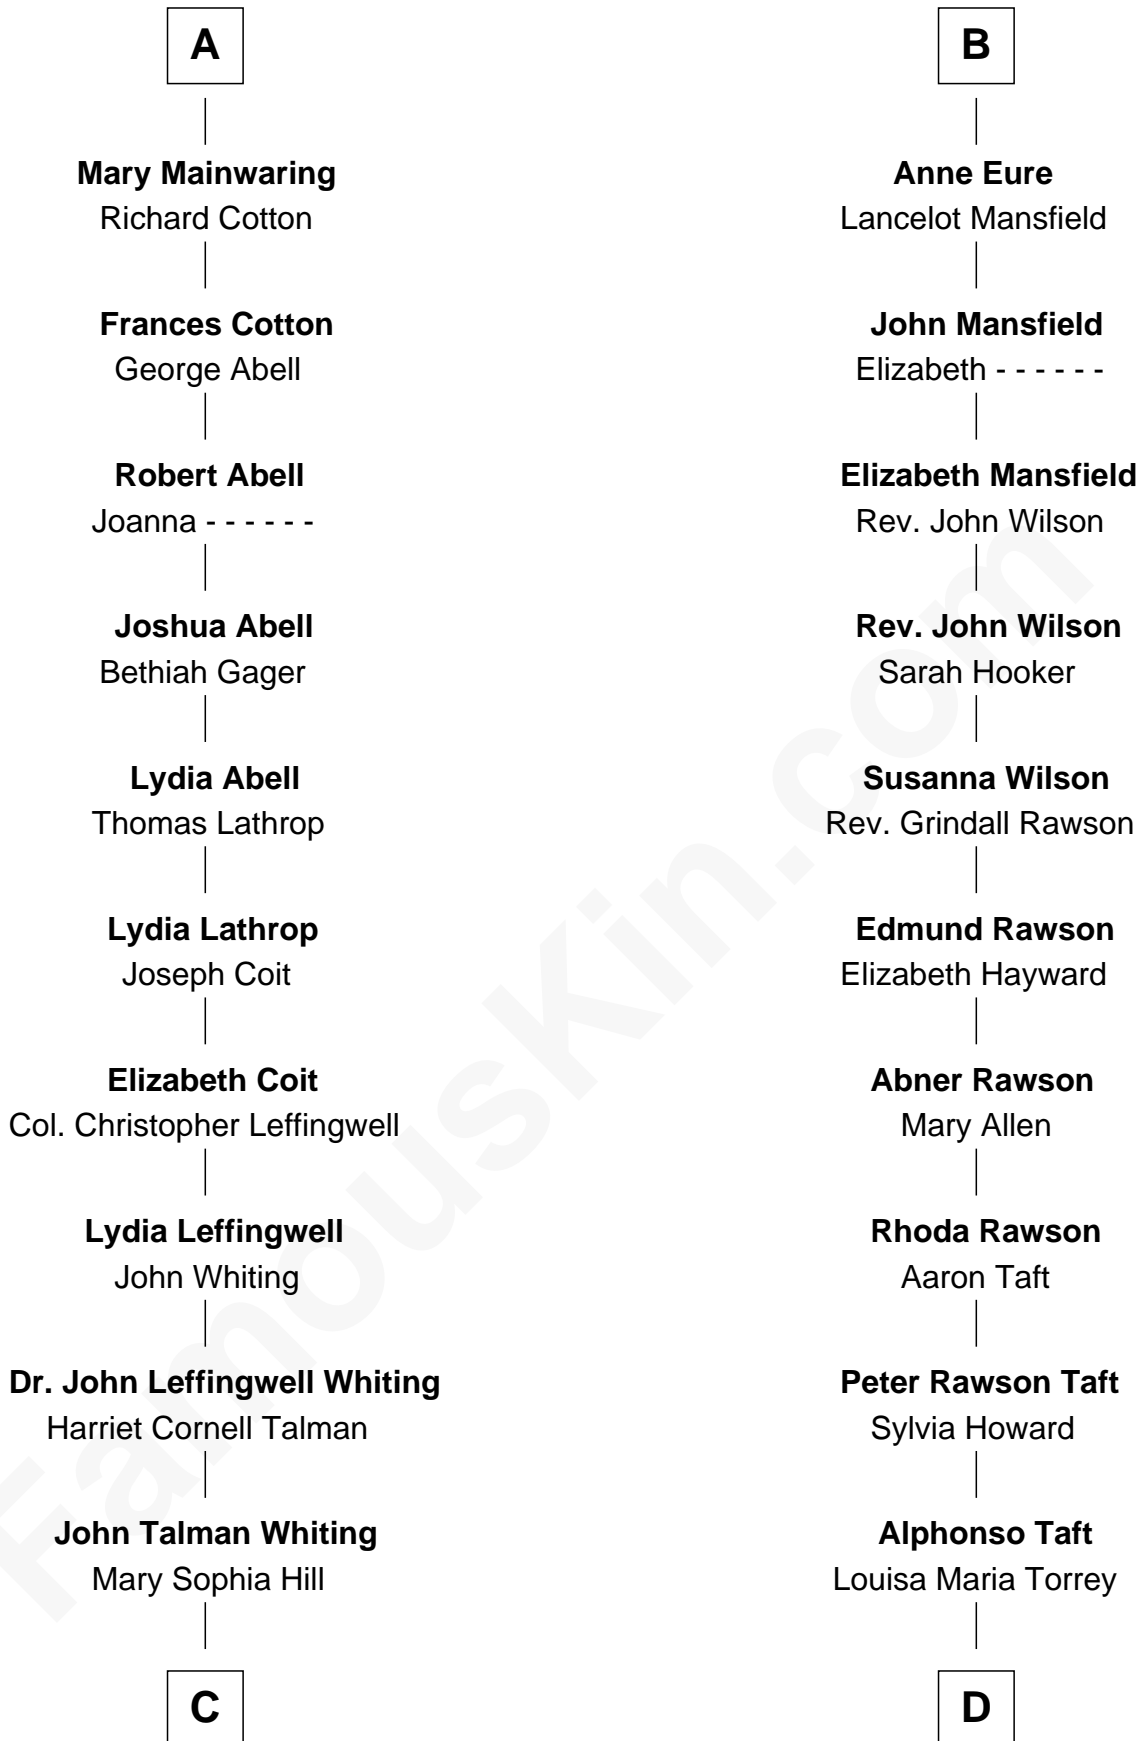 A
Mary Mainwaring
Richard Cotton
Frances Cotton
George Abell
Robert Abell
Joanna - - - - - -
Joshua Abell
Bethiah Gager
Lydia Abell
Thomas Lathrop
Lydia Lathrop
Joseph Coit
Elizabeth Coit
Col. Christopher Leffingwell
Lydia Leffingwell
John Whiting
Dr. John Leffingwell Whiting
Harriet Cornell Talman
John Talman Whiting
Mary Sophia Hill
C
B
Anne Eure
Lancelot Mansfield
John Mansfield
Elizabeth - - - - - -
Elizabeth Mansfield
Rev. John Wilson
Rev. John Wilson
Sarah Hooker
Susanna Wilson
Rev. Grindall Rawson
Edmund Rawson
Elizabeth Hayward
Abner Rawson
Mary Allen
Rhoda Rawson
Aaron Taft
Peter Rawson Taft
Sylvia Howard
Alphonso Taft
Louisa Maria Torrey
D
FamousKin.com